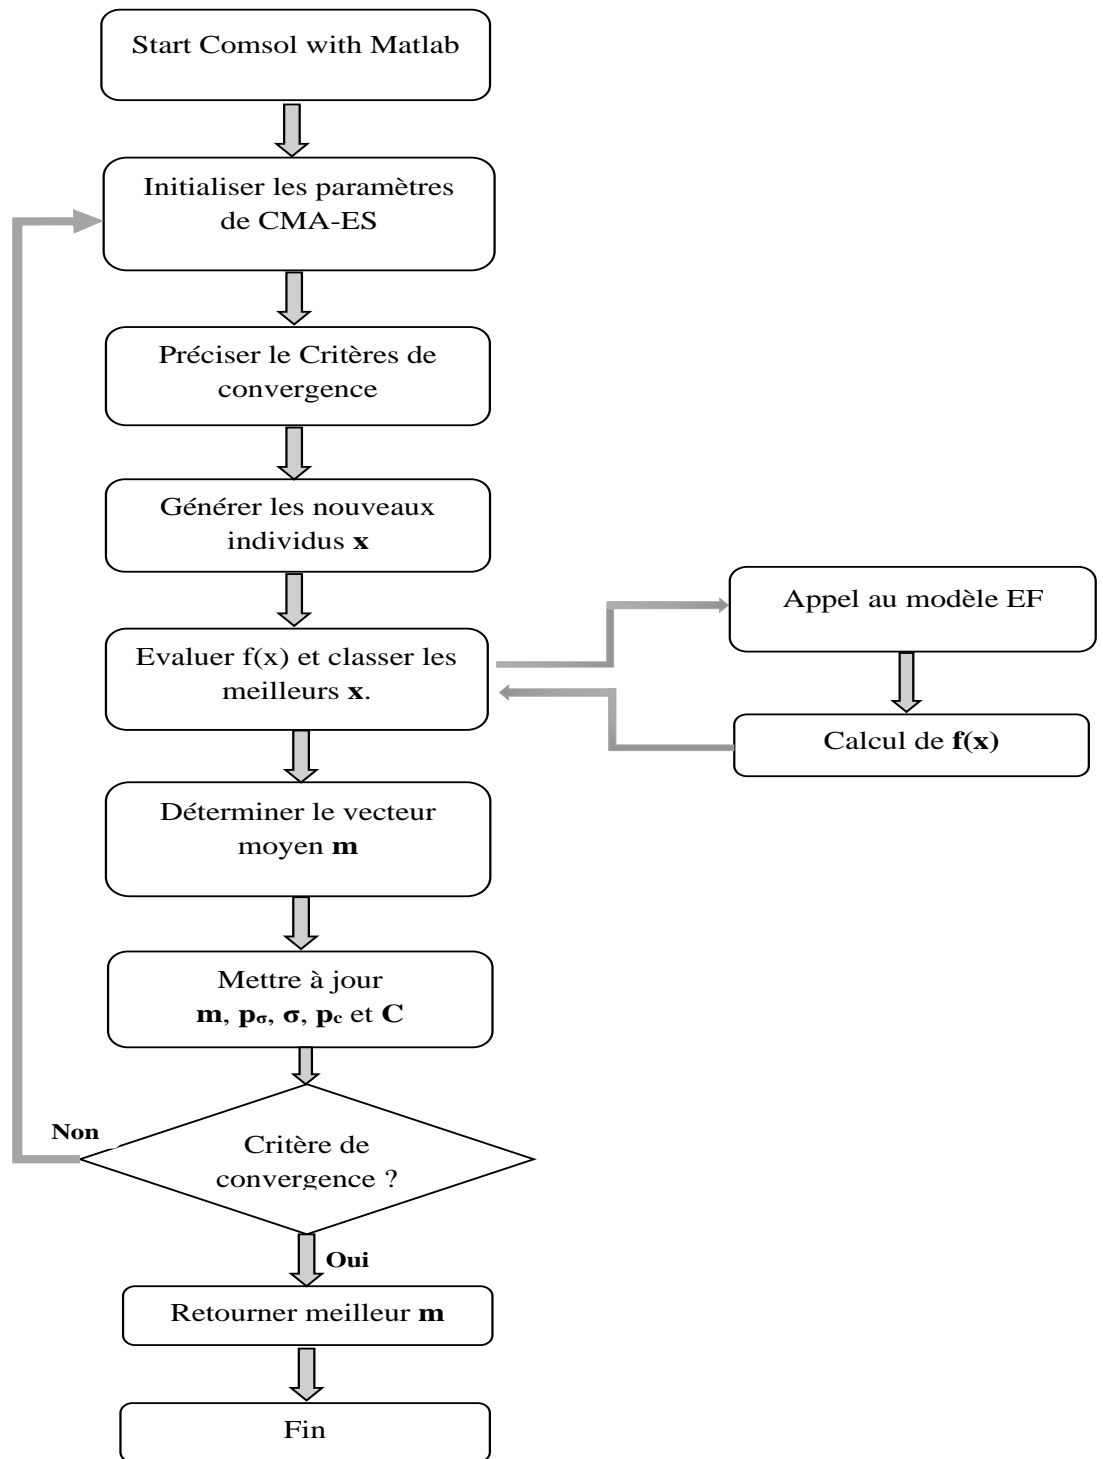 Start Comsol with Matlab
Initialiser les paramètres
de CMA-ES
Préciser le Critères de
convergence
Générer les nouveaux
individus x
Evaluer f(x) et classer les
meilleurs x.
Appel au modèle EF
Calcul de f(x)
Déterminer le vecteur
moyen m
Mettre à jour
m, pσ, σ, pc et C
Non
Critère de
convergence ?
Oui
Retourner meilleur m
Fin